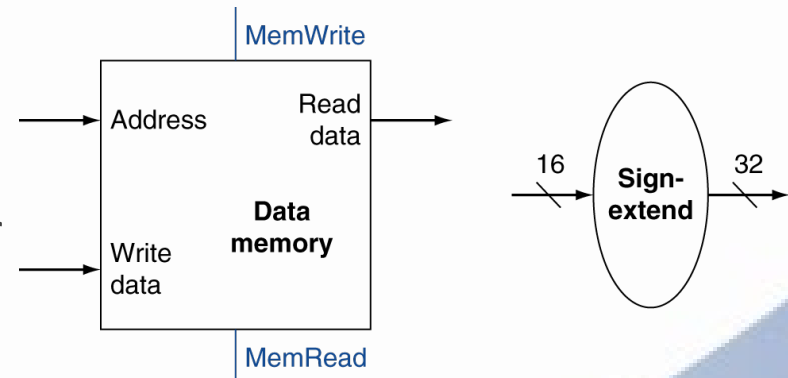 MemWrite
Address
Read
data
Data
memory
Write
data
MemRead
16
Sign-
extend
32